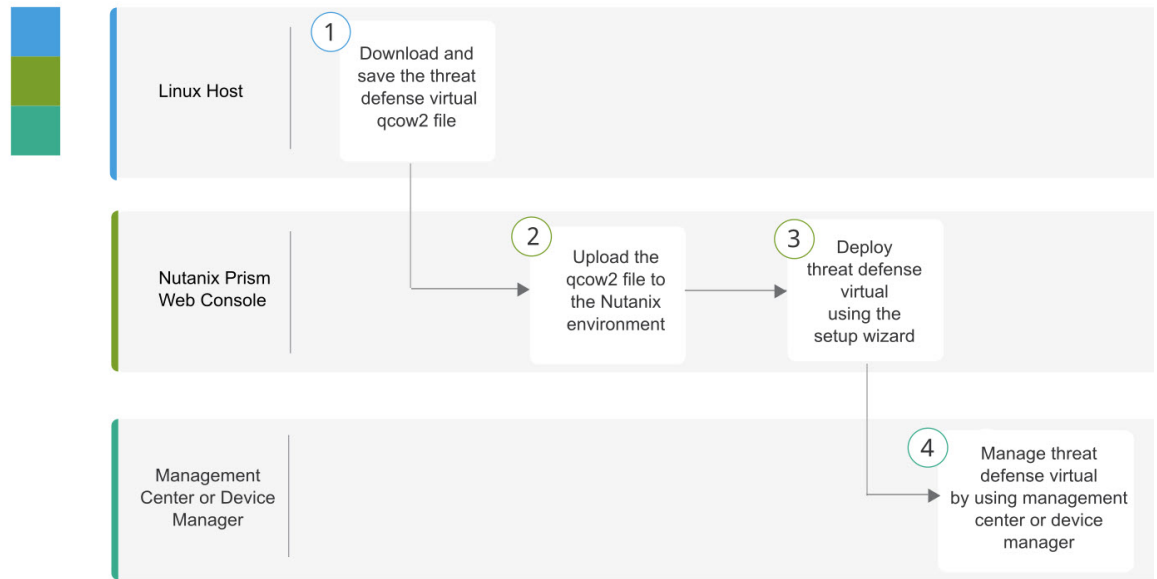 Linux Host
1
Download and
save the threat
defense virtual
qcow2 file
Nutanix Prism
Web Console
2
Upload the
qcow2 file to
the Nutanix
environment
3
Deploy
threat defense
virtual
using the
setup wizard
Management
Center or Device
Manager
4
Manage threat
defense virtual
by using management
center or device
manager